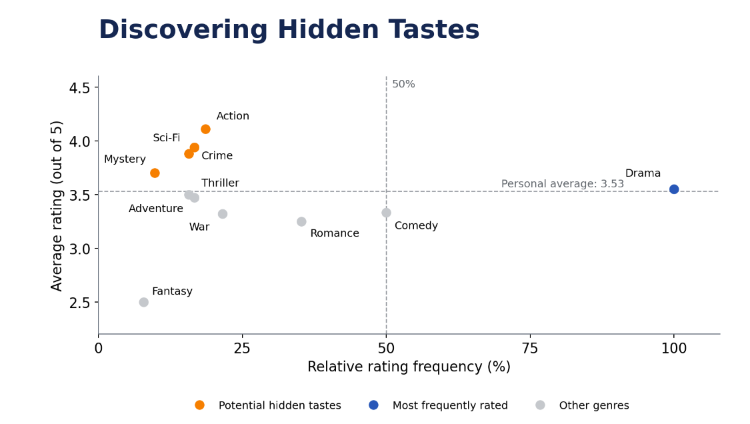 Discovering Hidden Tastes
Average rating (out of 5)
4.5
4.0
3.5
3.0
2.5
50%
Action
Sci-Fi
Crime
Mystery
Drama
Thriller
Personal average: 3.53
Adventure
War
Comedy
Romance
Fantasy
0
25
50
75
100
Relative rating frequency (%)
Potential hidden tastes
Most frequently rated
Other genres